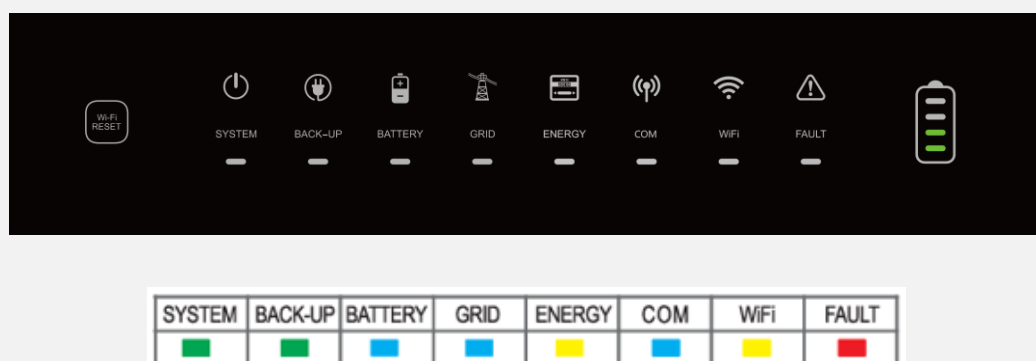 Wi-Fi
RESET
SYSTEM BACK-UP BATTERY GRID ENERGY COM WiFi FAULT
SYSTEM BACK-UP BATTERY GRID ENERGY COM WiFi FAULT